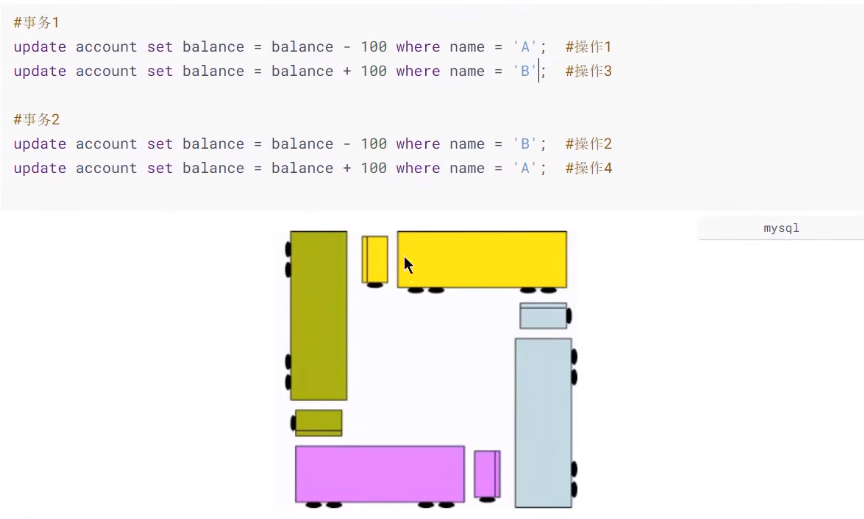 #事务1
update account set balance = balance - 100 where name = 'A';  #操作1
update account set balance = balance + 100 where name = 'B';  #操作3
#事务2
update account set balance = balance - 100 where name = 'B';  #操作2
update account set balance = balance + 100 where name = 'A';  #操作4
mysql